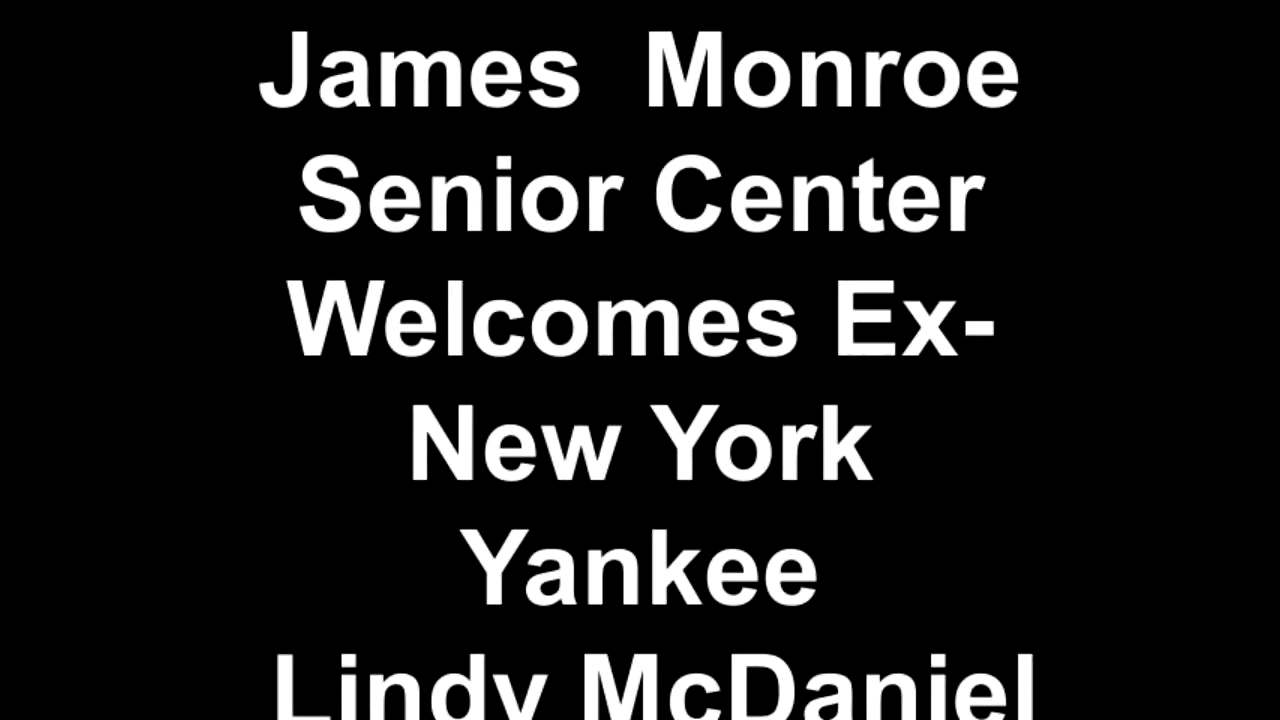 James  Monroe
Senior Center
Welcomes Ex-
New York
Yankee
Lindy McDaniel